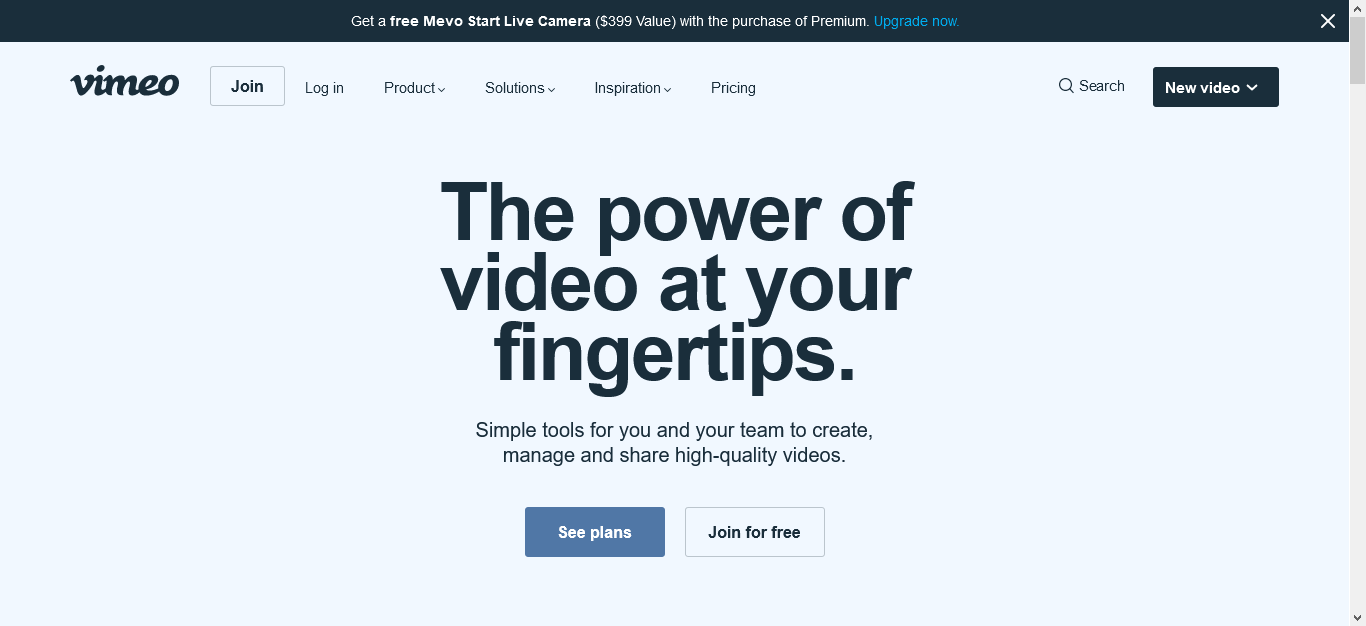 Get a free Mevo Start Live Camera ($399 Value) with the purchase of Premium. Upgrade now.
vimeo Join Log in Product Solutions Inspiration Pricing Search New video
The power of
video at your
fingertips.
Simple tools for you and your team to create,
manage and share high-quality videos.
See plans Join for free